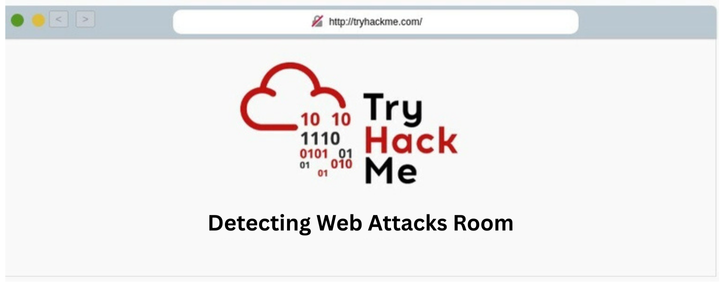 < >
http://tryhackme.com/
10 10
1110
0101 01
01 010
01
Try
Hack
Me
Detecting Web Attacks Room